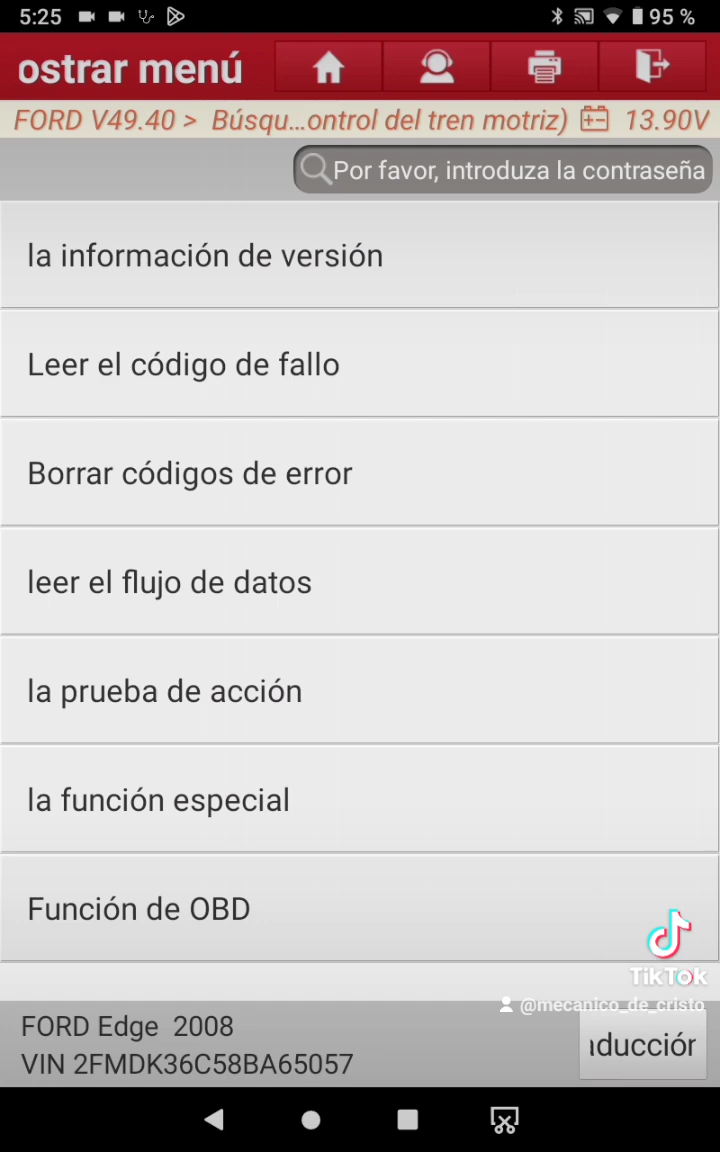 5:25
95 %
ostrar menú
FORD V49.40 > Búsqu...ontrol del tren motriz) 13.90V
Por favor, introduza la contraseña
la información de versión
Leer el código de fallo
Borrar códigos de error
leer el flujo de datos
la prueba de acción
la función especial
Función de OBD
TikTok
@mecanico_de_cristo
FORD Edge 2008
VIN 2FMDK36C58BA65057
aducción